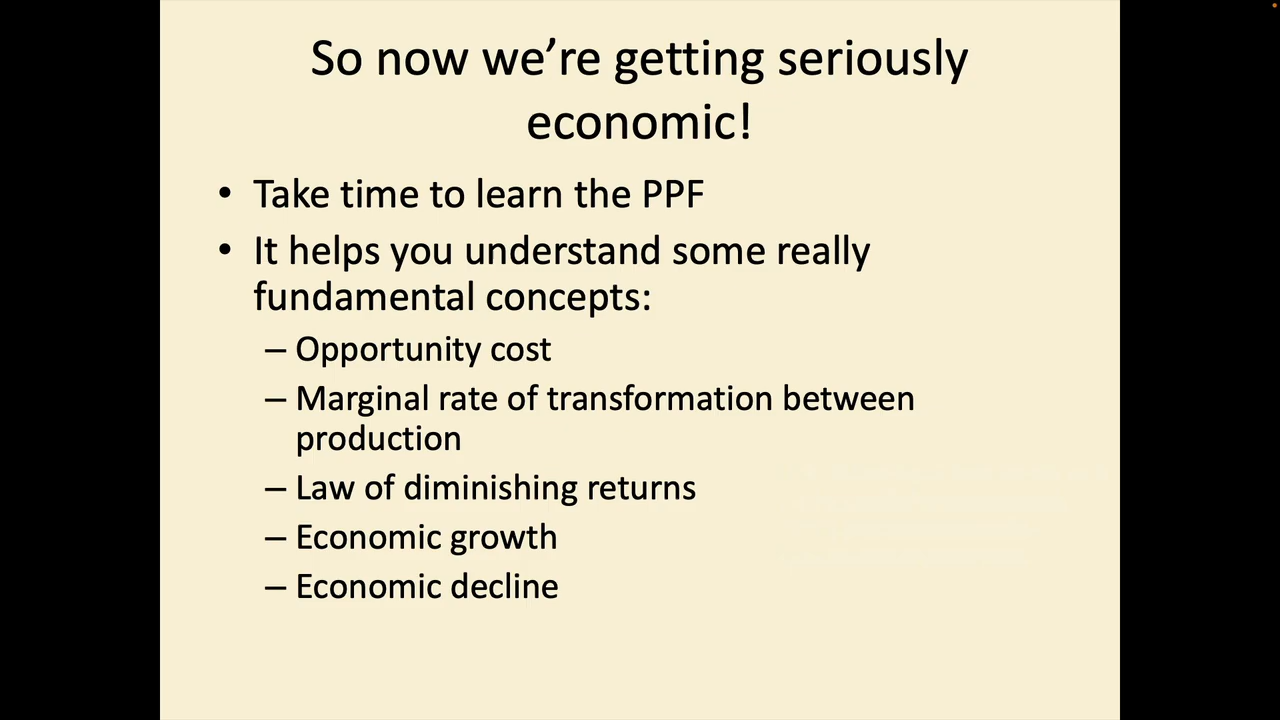 So now we’re getting seriously
economic!
• Take time to learn the PPF
• It helps you understand some really
fundamental concepts:
– Opportunity cost
– Marginal rate of transformation between
production
– Law of diminishing returns
– Economic growth
– Economic decline